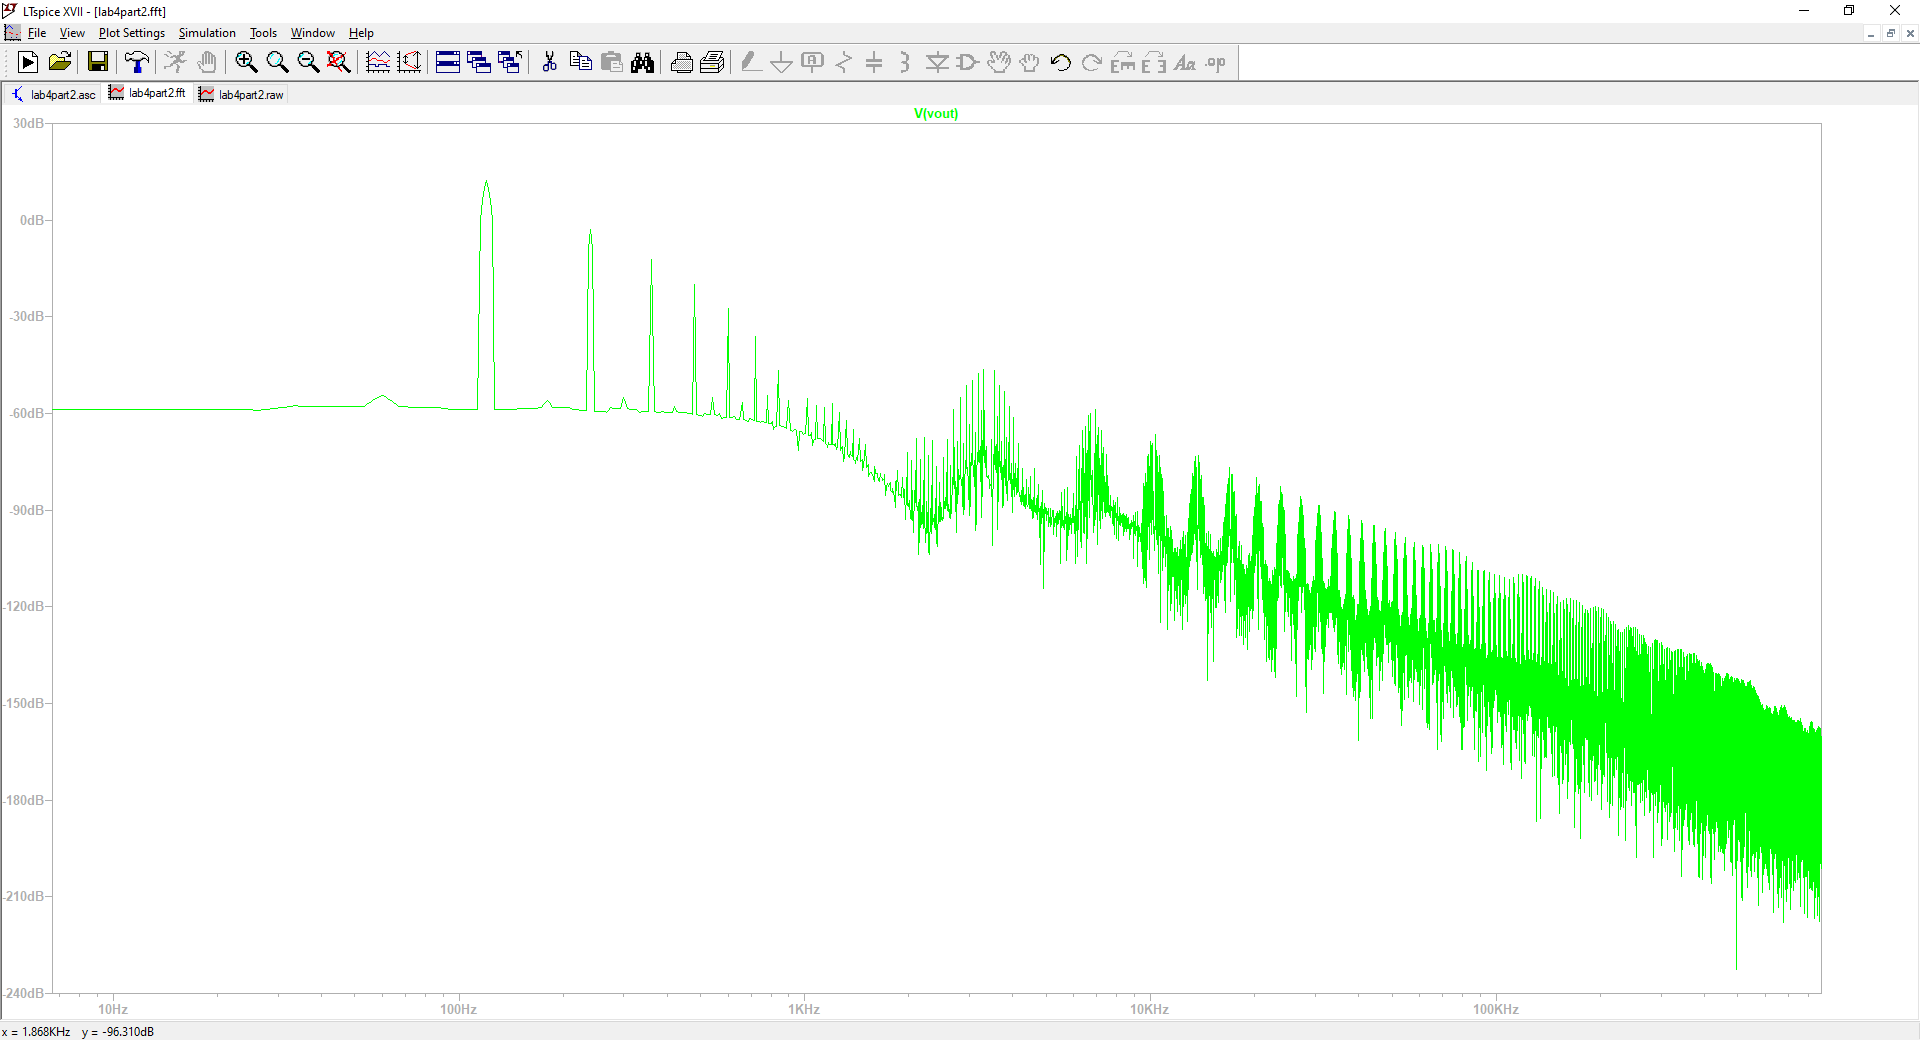 LTspice XVII - [lab4part2.fft]
File View Plot Settings Simulation Tools Window Help
lab4part2.asc lab4part2.fft lab4part2.raw
V(vout)
30dB
0dB
-30dB
-60dB
-90dB
-120dB
-150dB
-180dB
-210dB
-240dB
10Hz 100Hz 1KHz 10KHz 100KHz
x = 1.868KHz y = -96.310dB